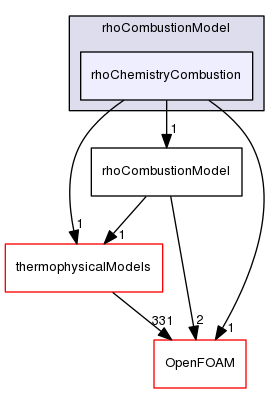 rhoCombustionModel
rhoChemistryCombustion
1
rhoCombustionModel
1
1
thermophysicalModels
331
2
1
OpenFOAM